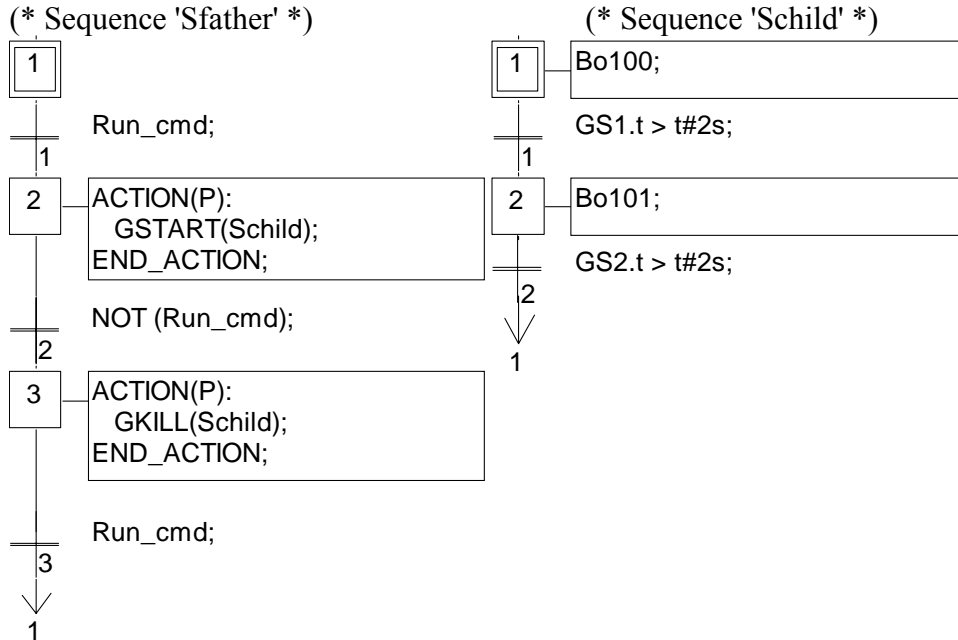 (* Sequence 'Sfather' *)
1
Run_cmd;
1
2
ACTION(P):
GSTART(Schild);
END_ACTION;
NOT (Run_cmd);
2
3
ACTION(P):
GKILL(Schild);
END_ACTION;
Run_cmd;
3
1
(* Sequence 'Schild' *)
1
Bo100;
GS1.t > t#2s;
1
2
Bo101;
GS2.t > t#2s;
2
1